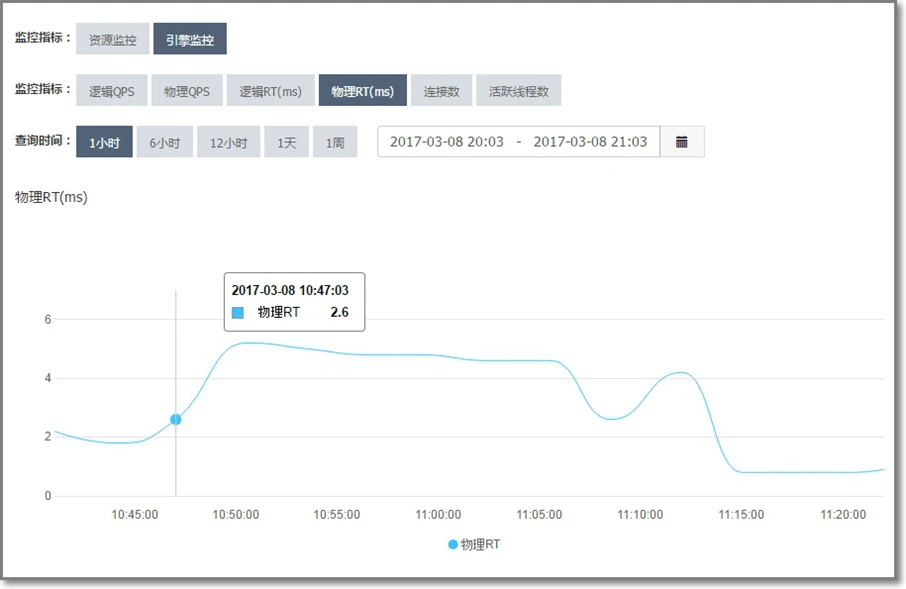 监控指标： 资源监控 引擎监控
监控指标： 逻辑QPS 物理QPS 逻辑RT(ms) 物理RT(ms) 连接数 活跃线程数
查询时间： 1小时 6小时 12小时 1天 1周 2017-03-08 20:03 - 2017-03-08 21:03
物理RT(ms)
2017-03-08 10:47:03
物理RT 2.6
6
4
2
0
10:45:00 10:50:00 10:55:00 11:00:00 11:05:00 11:10:00 11:15:00 11:20:00
物理RT